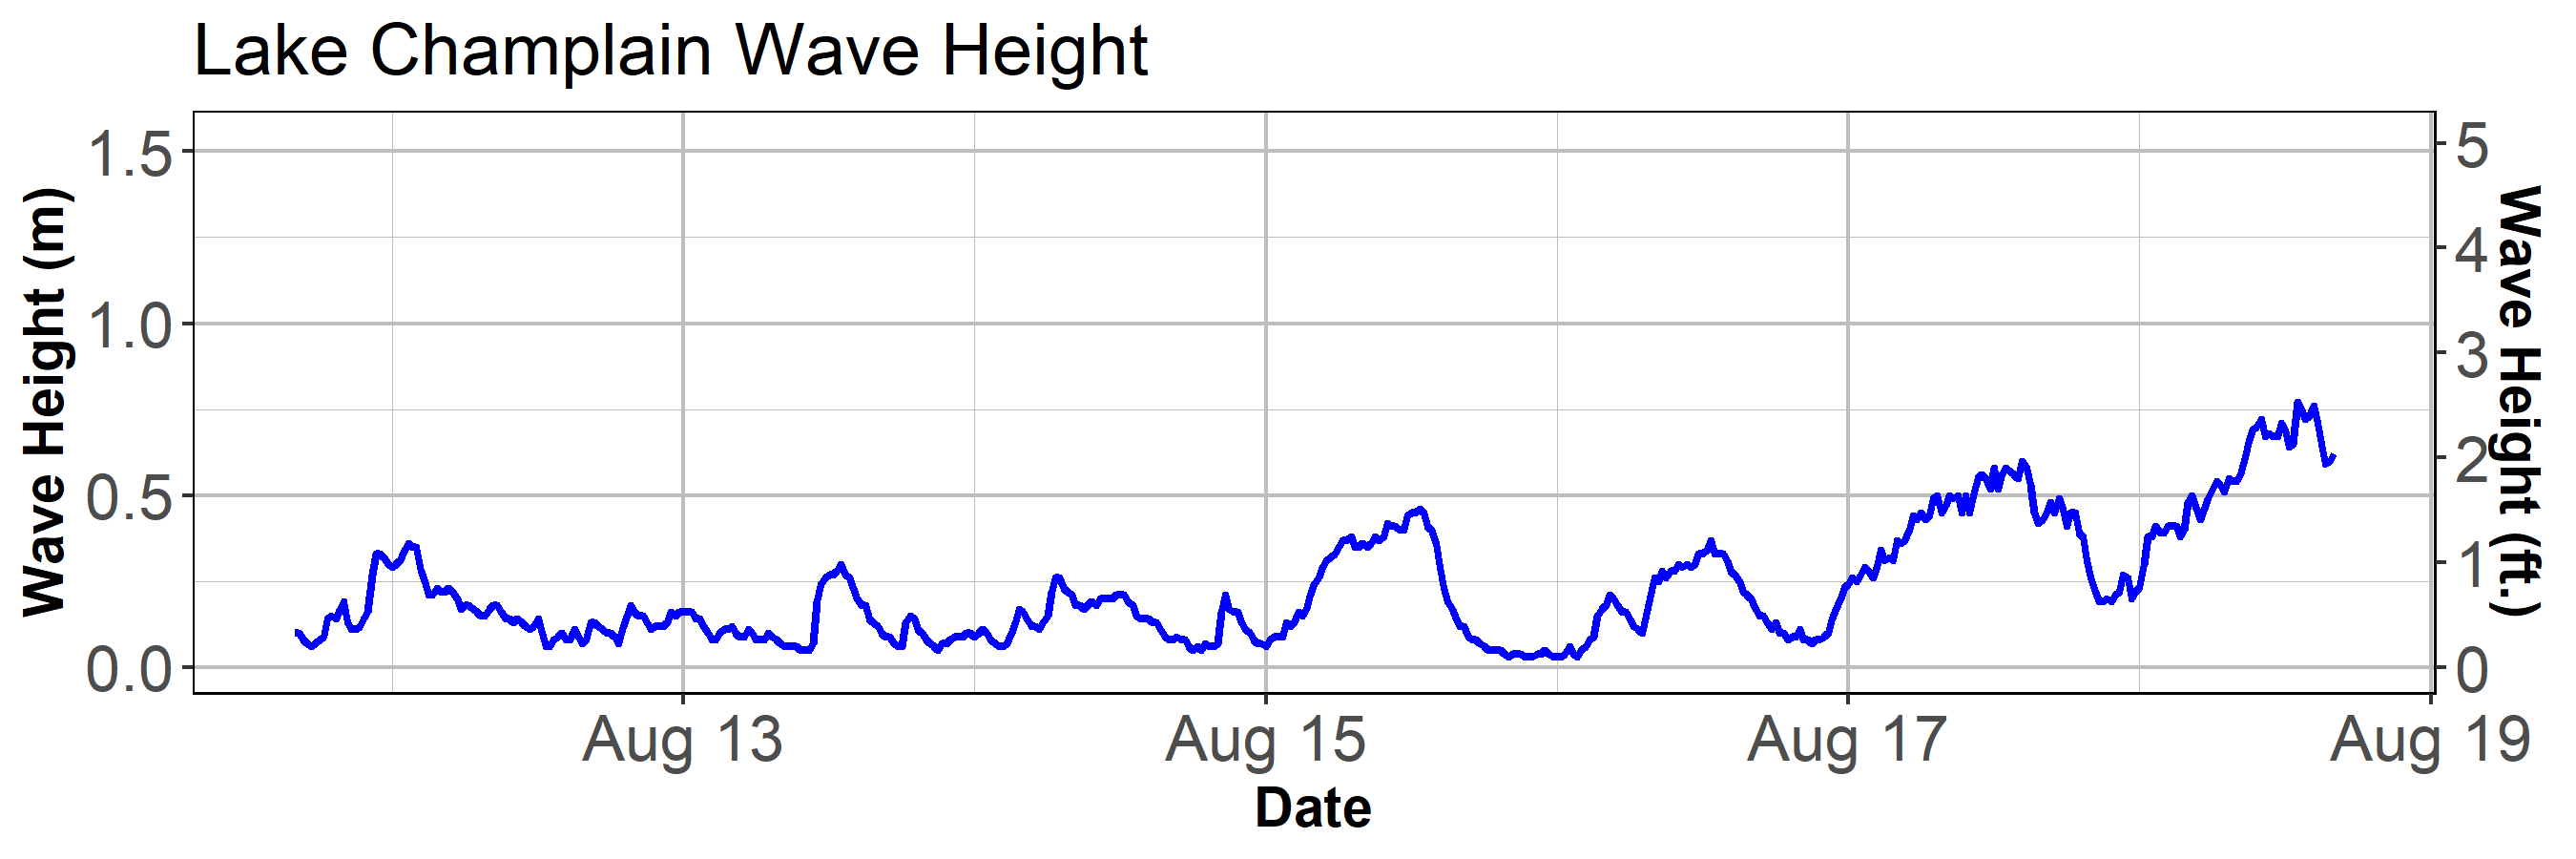 Lake Champlain Wave Height
Wave Height (m)
1.5
1.0
0.5
0.0
5
4
3
2
1
0
Wave Height (ft.)
Aug 13
Aug 15
Aug 17
Aug 19
Date